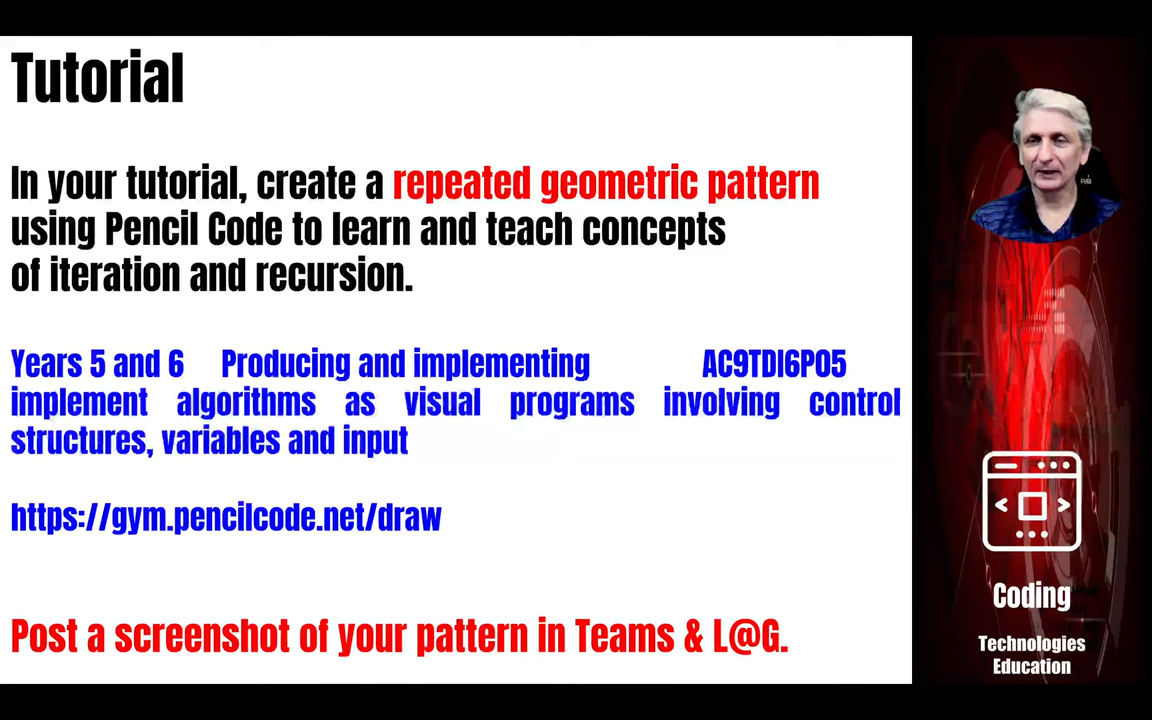 Tutorial
In your tutorial, create a repeated geometric pattern
using Pencil Code to learn and teach concepts
of iteration and recursion.
Years 5 and 6 Producing and implementing AC9TDI6P05
implement algorithms as visual programs involving control
structures, variables and input
https://gym.pencilcode.net/draw
Post a screenshot of your pattern in Teams & L@G.
Coding
Technologies
Education